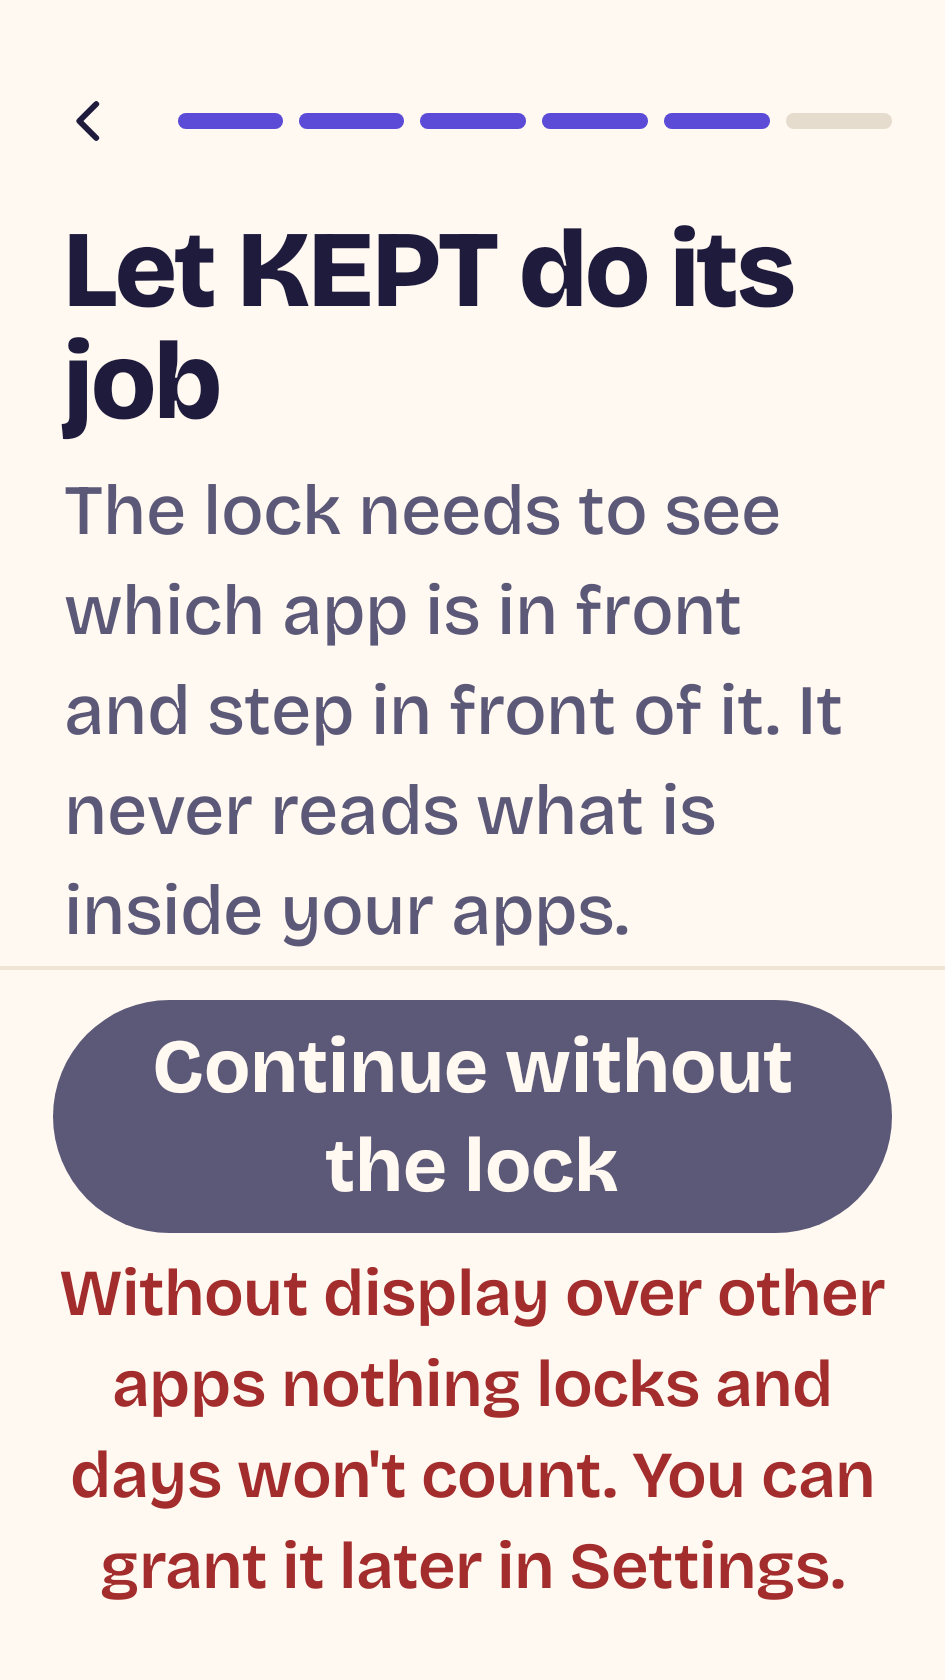 Let KEPT do its
job
The lock needs to see
which app is in front
and step in front of it. It
never reads what is
inside your apps.
Continue without
the lock
Without display over other
apps nothing locks and
days won't count. You can
grant it later in Settings.